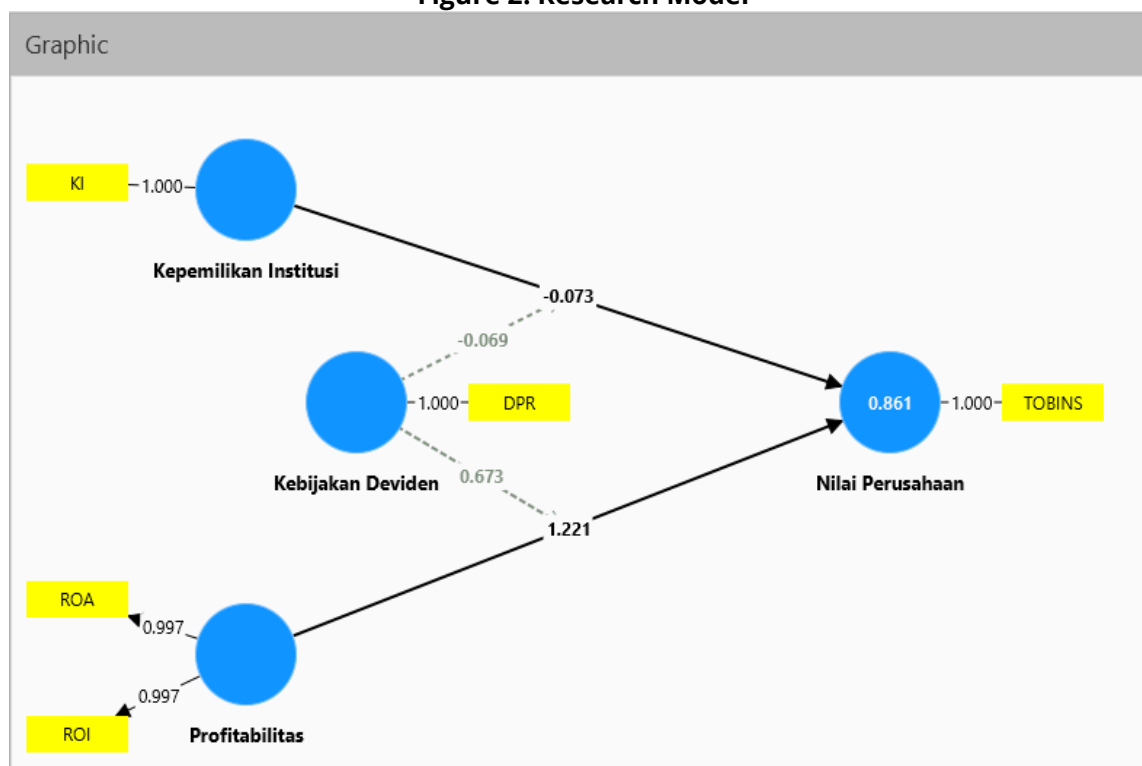 Figure 2. Research Model
Graphic
KI
1.000
Kepemilikan Institusi
-0.073
-0.069
1.000
DPR
0.861
1.000
TOBINS
Kebijakan Deviden
0.673
Nilai Perusahaan
1.221
ROA
0.997
0.997
ROI
Profitabilitas